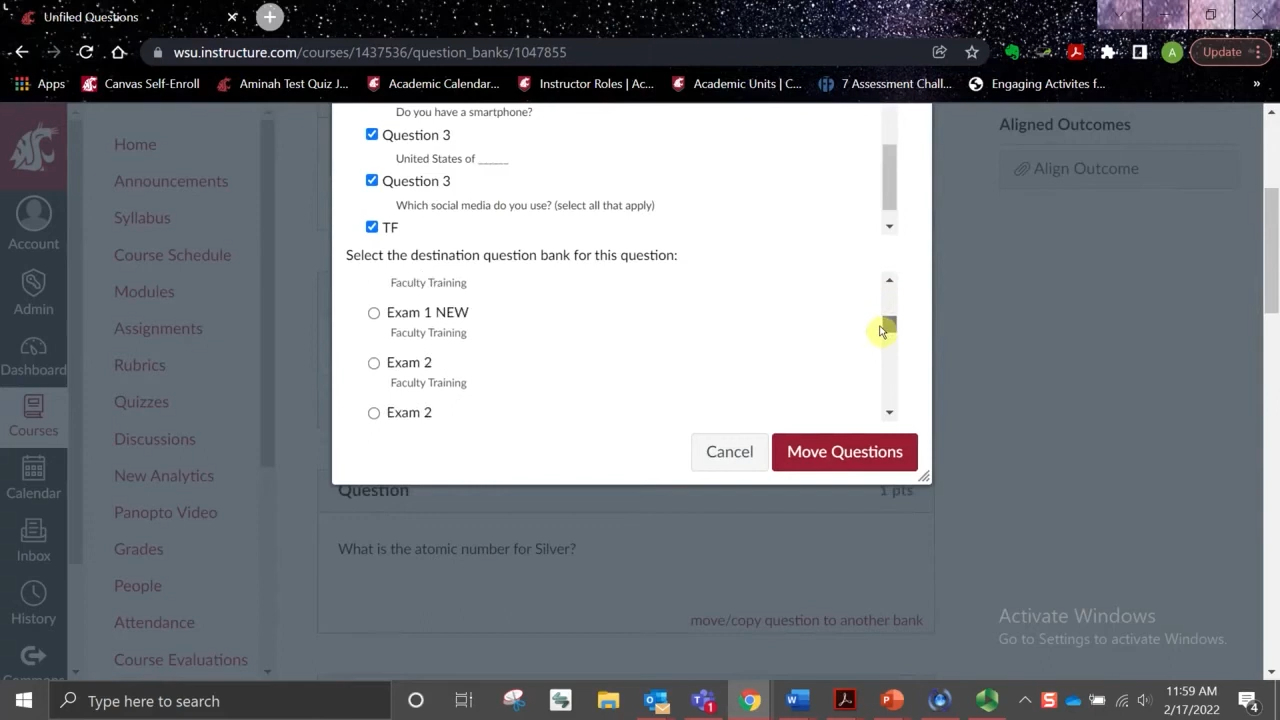 Unfiled Questions
wsu.instructure.com/courses/1437536/question_banks/1047855
A
Update
Apps
Canvas Self-Enroll
Aminah Test Quiz J...
Academic Calendar...
Instructor Roles | Ac...
Academic Units | C...
7 Assessment Chall...
Engaging Activites f...
»
Account
Admin
Dashboard
Courses
Calendar
Inbox
History
Home
Announcements
Syllabus
Course Schedule
Modules
Assignments
Rubrics
Quizzes
Discussions
New Analytics
Panopto Video
Grades
People
Attendance
Course Evaluations
Do you have a smartphone?
Question 3
United States of ______
Question 3
Which social media do you use? (select all that apply)
TF
Select the destination question bank for this question:
Faculty Training
Exam 1 NEW
Faculty Training
Exam 2
Faculty Training
Exam 2
Cancel
Move Questions
Question
1 pts
What is the atomic number for Silver?
move/copy question to another bank
Aligned Outcomes
Align Outcome
Activate Windows
Go to Settings to activate Windows.
Type here to search
1
11:59 AM
2/17/2022
4